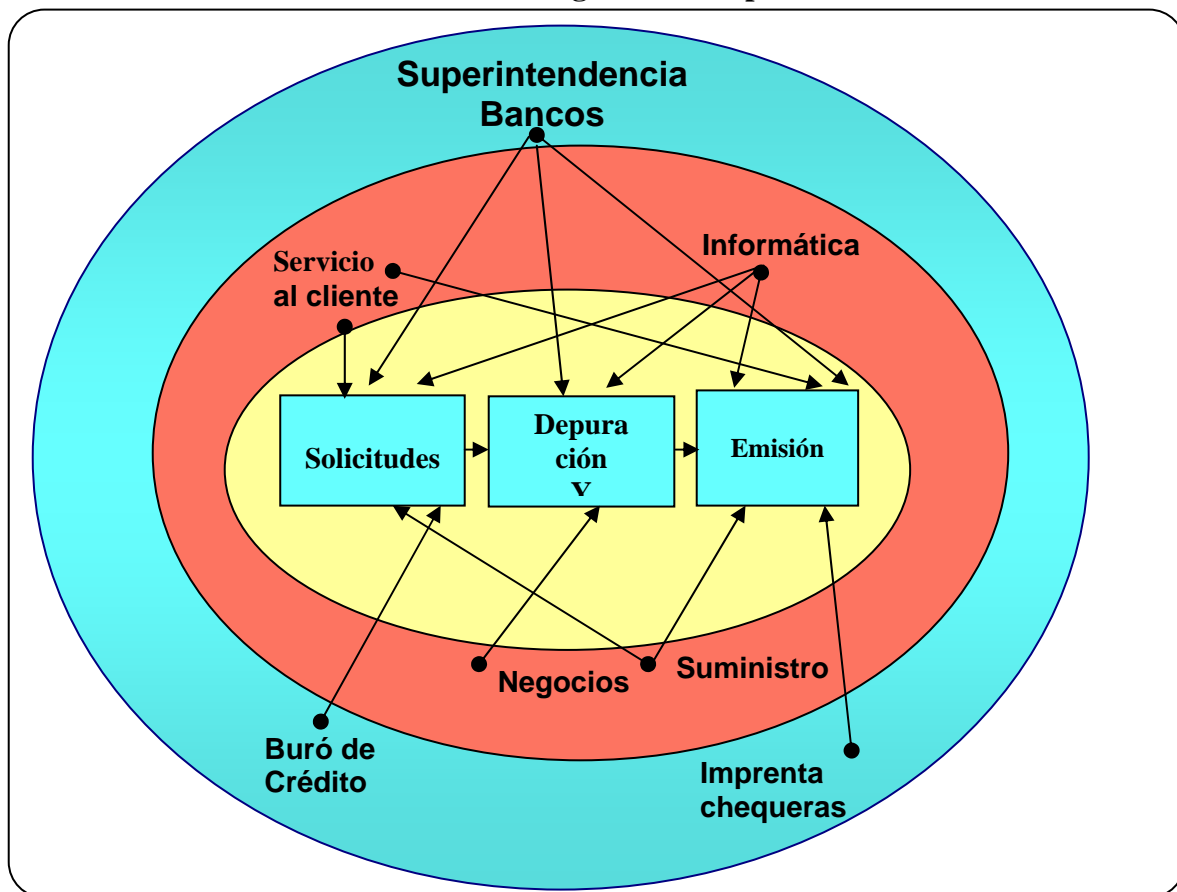 Superintendencia
Bancos
Informática
Servicio
al cliente
Solicitudes
Depura
ción
Emisión
Negocios
Suministro
Buró de
Crédito
Imprenta
chequeras